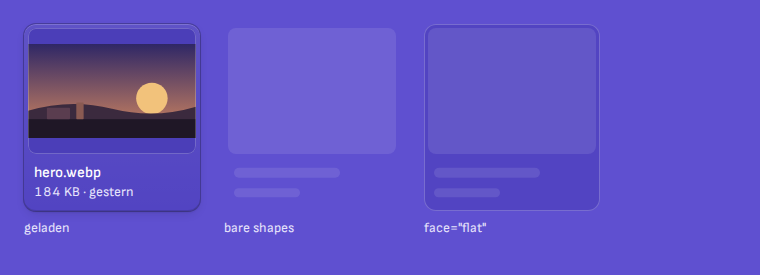 hero.webp
184 KB · gestern
geladen
bare shapes
face="flat"